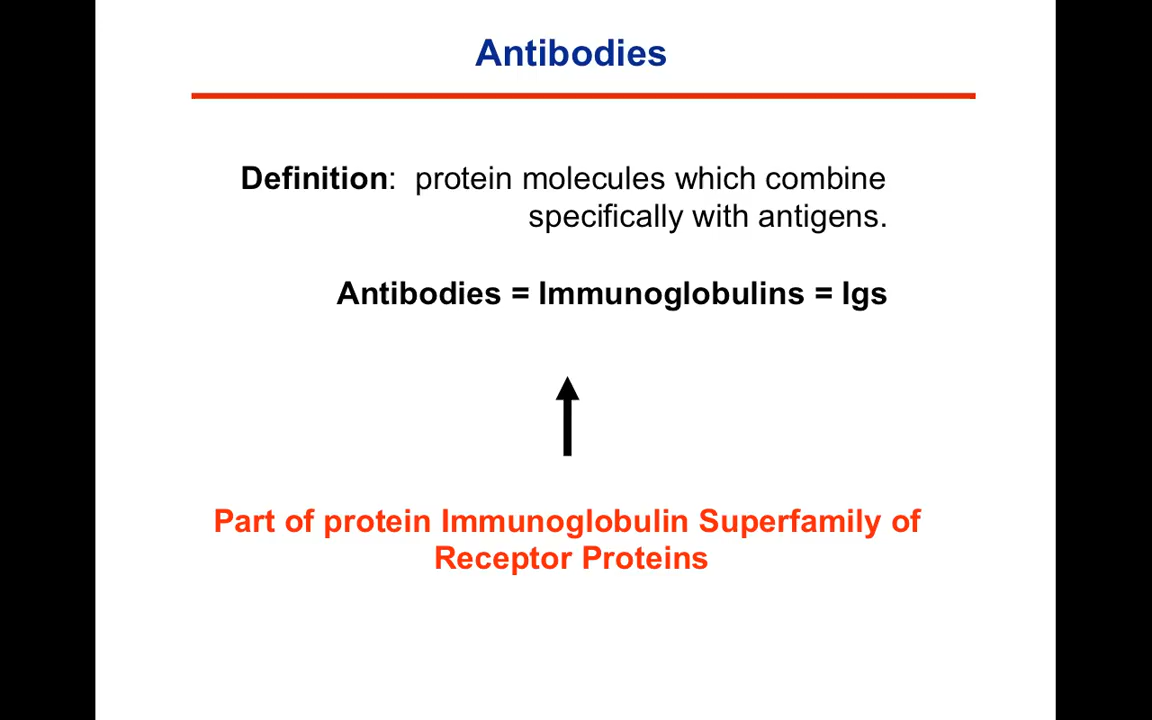 Antibodies
Definition: protein molecules which combine
specifically with antigens.
Antibodies = Immunoglobulins = Igs
Part of protein Immunoglobulin Superfamily of
Receptor Proteins